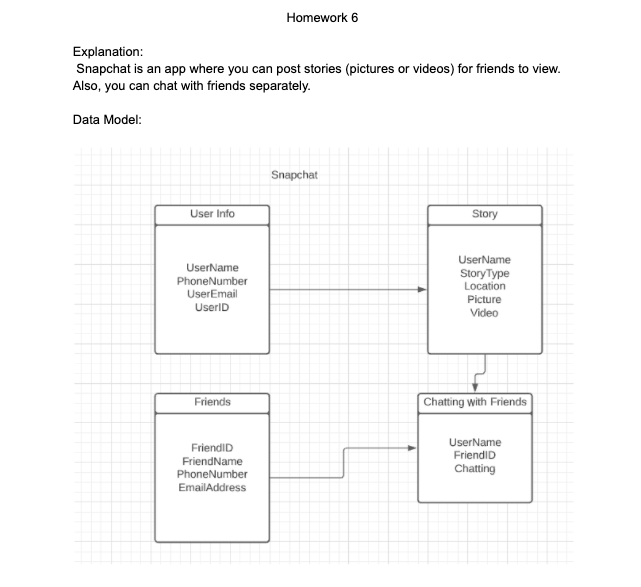 Homework 6
Explanation:
Snapchat is an app where you can post stories (pictures or videos) for friends to view.
Also, you can chat with friends separately.
Data Model:
Snapchat
User Info
UserName
PhoneNumber
UserEmail
UserID
Story
UserName
StoryType
Location
Picture
Video
Friends
FriendID
FriendName
PhoneNumber
EmailAddress
Chatting with Friends
UserName
FriendID
Chatting